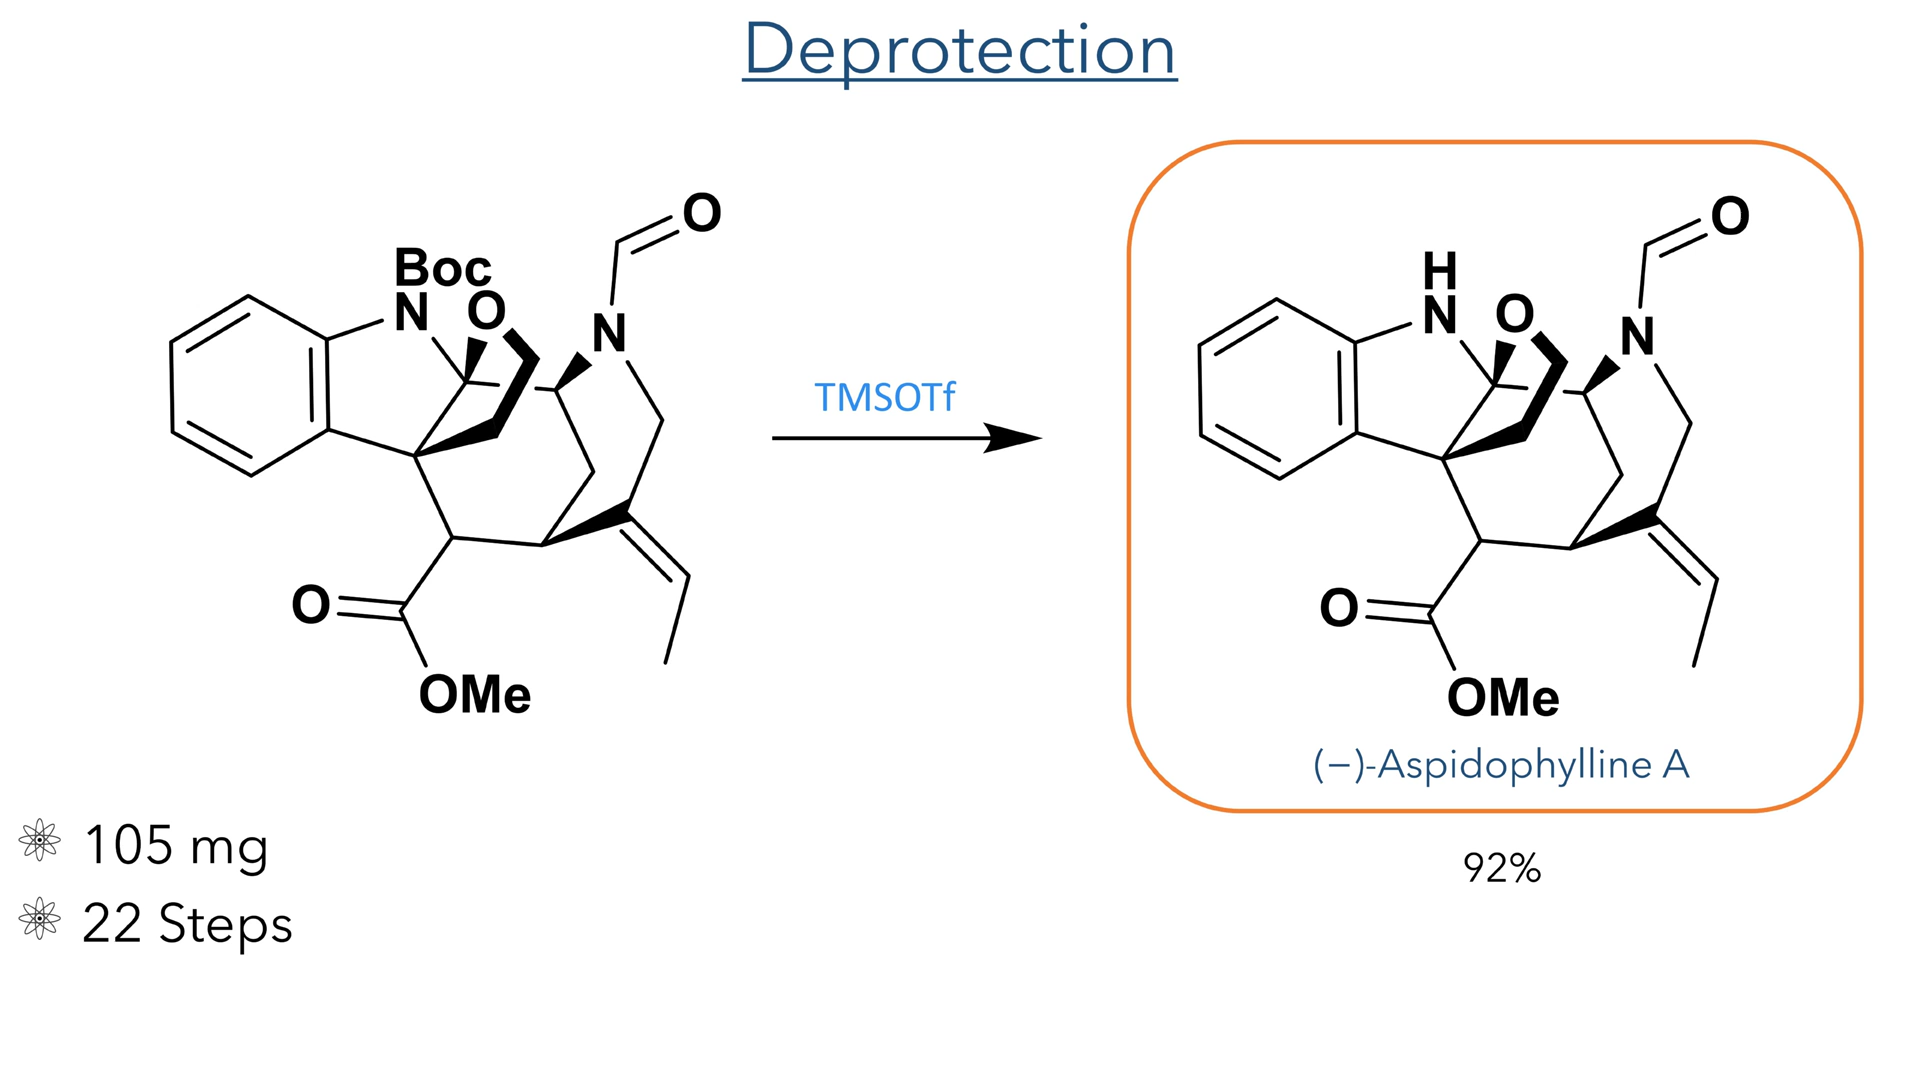 Deprotection
O
Boc
N O
N
O
OMe
TMSOTf
O
H
N O
N
O
OMe
(−)-Aspidophylline A
92%
105 mg
22 Steps